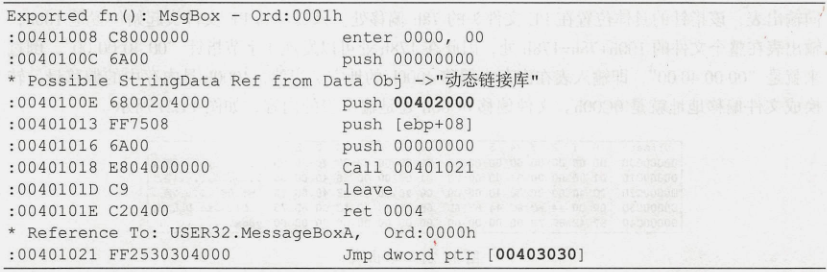 Exported fn(): MsgBox - Ord:0001h
:00401008 C8000000 enter 0000, 00
:0040100C 6A00 push 00000000
* Possible StringData Ref from Data Obj ->"动态链接库"
:0040100E 6800204000 push 00402000
:00401013 FF7508 push [ebp+08]
:00401016 6A00 push 00000000
:00401018 E804000000 Call 00401021
:0040101D C9 leave
:0040101E C20400 ret 0004
* Reference To: USER32.MessageBoxA, Ord:0000h
:00401021 FF2530304000 Jmp dword ptr [00403030]